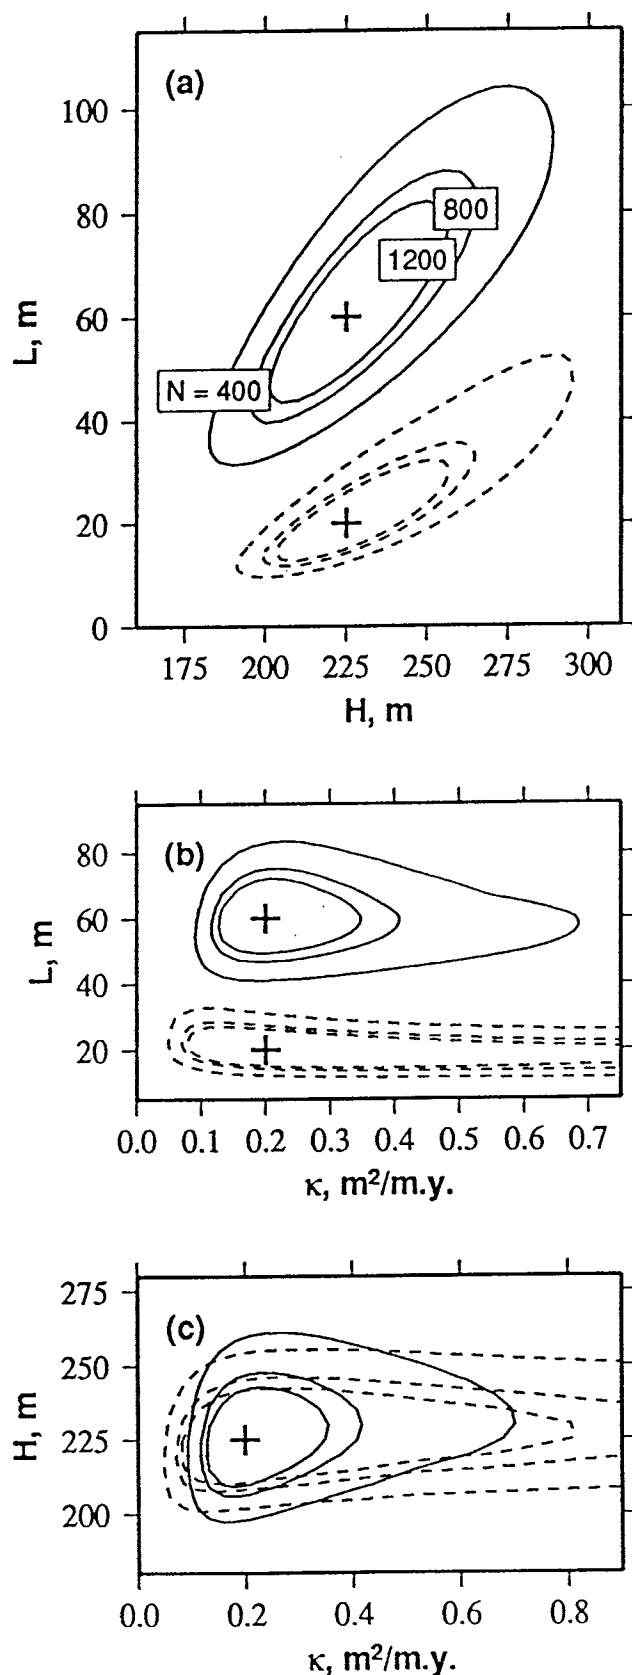 (a)
100
80
60
40
20
0
L, m
800
1200
N = 400
175 200 225 250 275 300
H, m
(b)
80
60
40
20
L, m
0.0 0.1 0.2 0.3 0.4 0.5 0.6 0.7
κ, m²/m.y.
(c)
275
250
225
200
H, m
0.0 0.2 0.4 0.6 0.8
κ, m²/m.y.